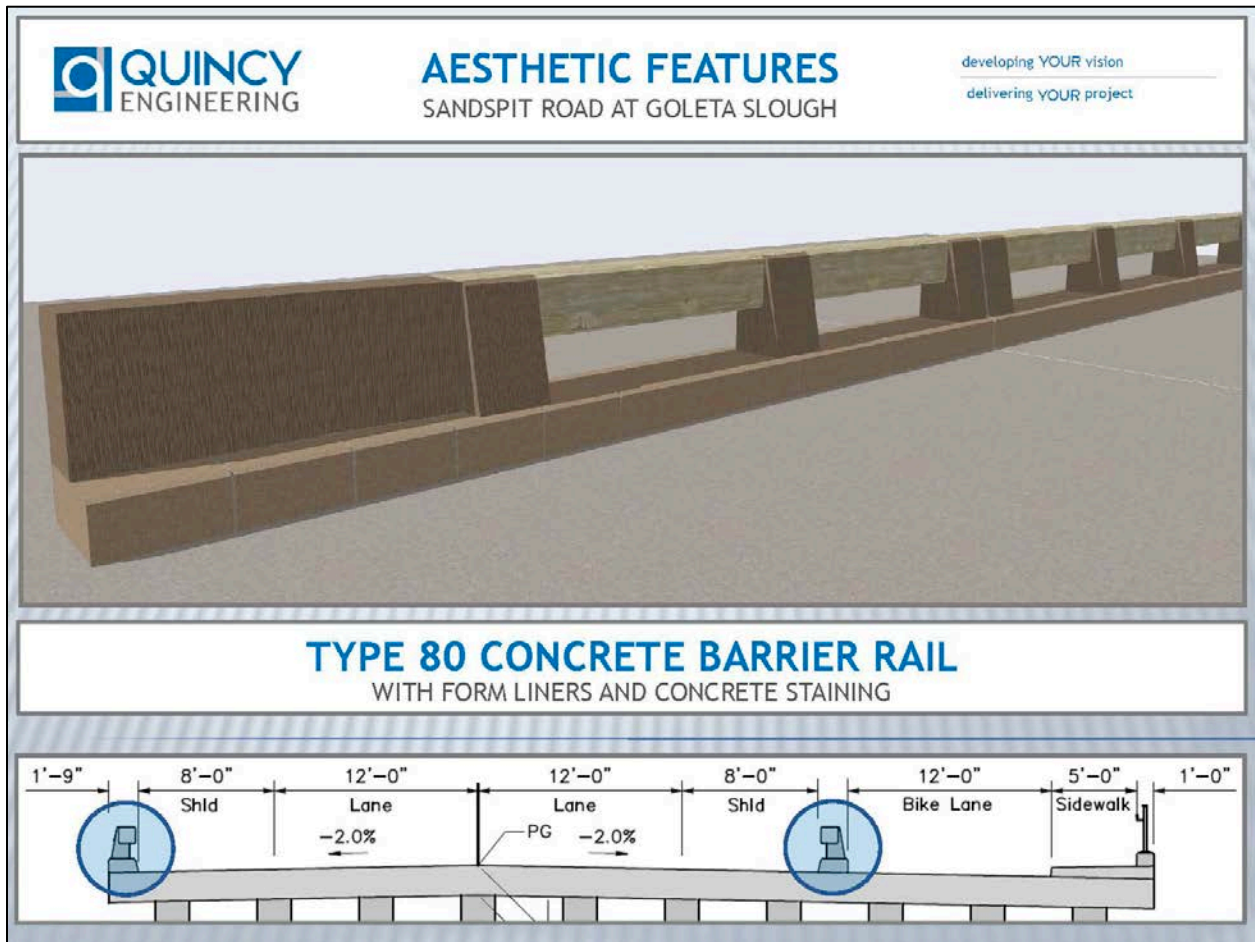 QUINCY
ENGINEERING
AESTHETIC FEATURES
SANDSPIT ROAD AT GOLETA SLOUGH
developing YOUR vision
delivering YOUR project
TYPE 80 CONCRETE BARRIER RAIL
WITH FORM LINERS AND CONCRETE STAINING
1'-9" 8'-0" 12'-0" 12'-0" 8'-0" 12'-0" 5'-0" 1'-0"
Shld Lane Lane Shld Bike Lane Sidewalk
-2.0% PG -2.0%